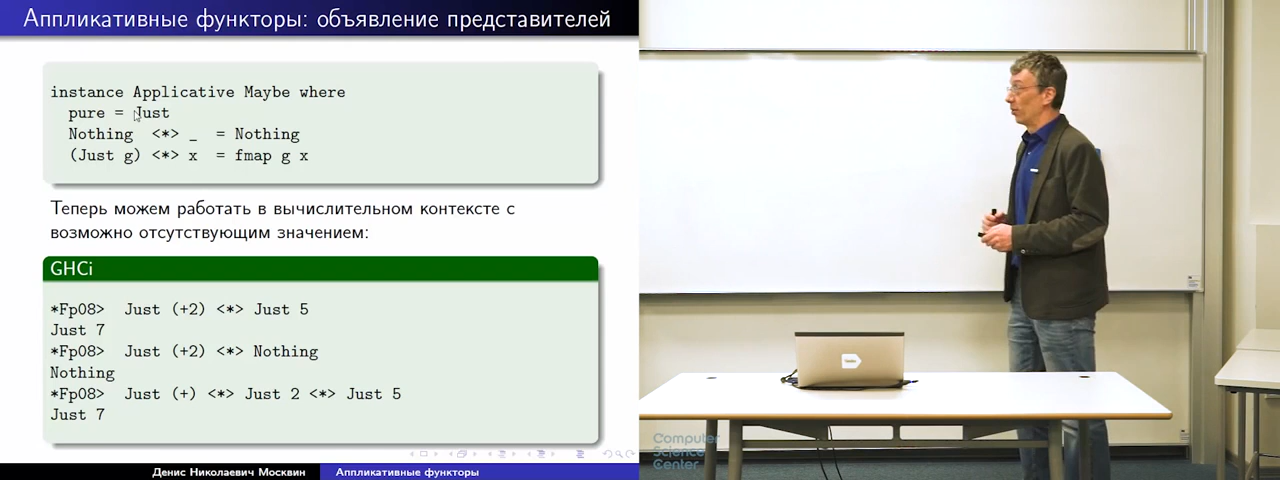 Аппликативные функторы: объявление представителей
instance Applicative Maybe where
pure = Just
Nothing <*> _ = Nothing
(Just g) <*> x = fmap g x
Теперь можем работать в вычислительном контексте с
возможно отсутствующим значением:
GHCi
*Fp08> Just (+2) <*> Just 5
Just 7
*Fp08> Just (+2) <*> Nothing
Nothing
*Fp08> Just (+) <*> Just 2 <*> Just 5
Just 7
Денис Николаевич Москвин
Аппликативные функторы
Computer
Science
Center